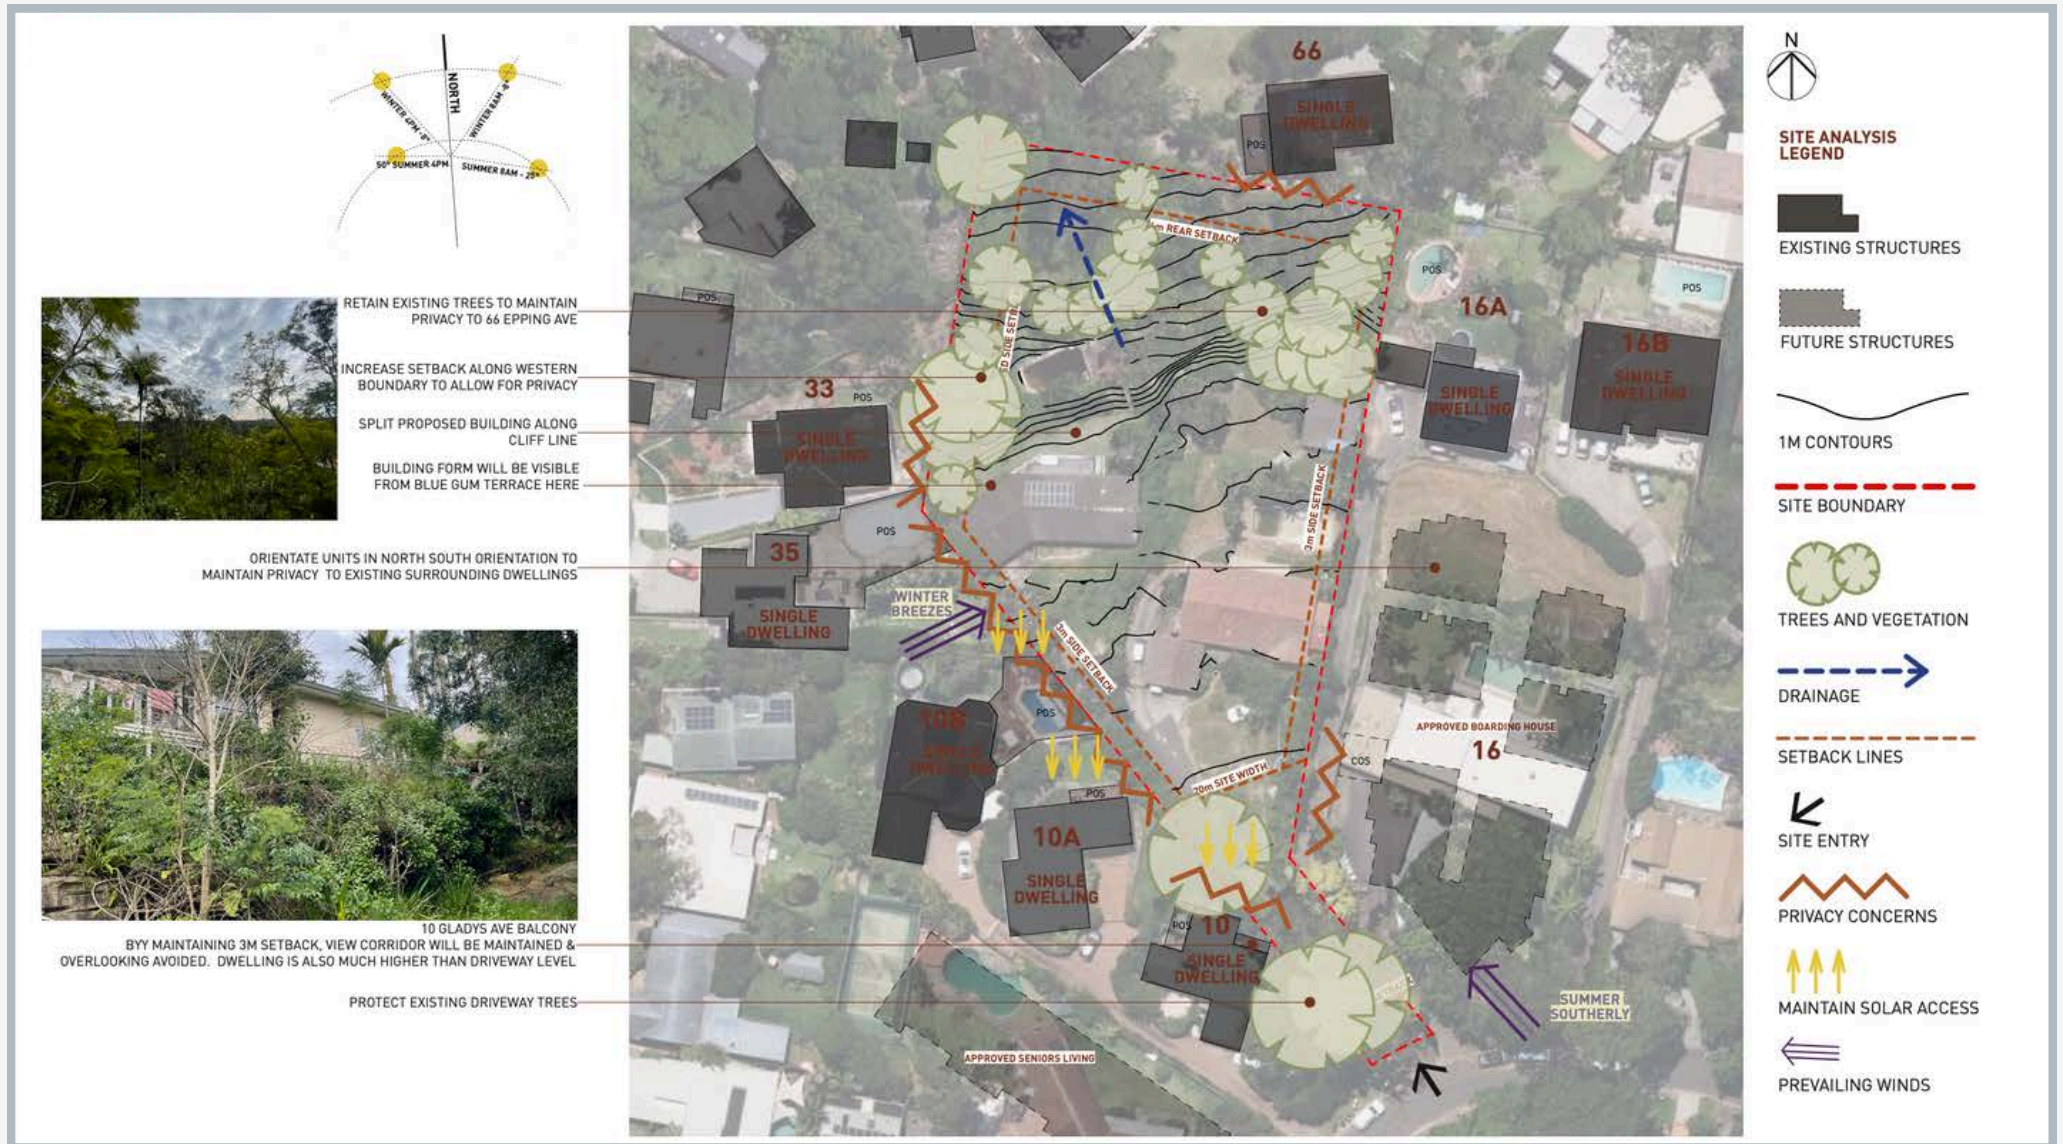 NORTH
WINTER 4PM -8°
WINTER 8AM -8°
50° SUMMER 4PM
SUMMER 8AM - 25°
RETAIN EXISTING TREES TO MAINTAIN
PRIVACY TO 66 EPPING AVE
INCREASE SETBACK ALONG WESTERN
BOUNDARY TO ALLOW FOR PRIVACY
SPLIT PROPOSED BUILDING ALONG
CLIFF LINE
BUILDING FORM WILL BE VISIBLE
FROM BLUE GUM TERRACE HERE
ORIENTATE UNITS IN NORTH SOUTH ORIENTATION TO
MAINTAIN PRIVACY TO EXISTING SURROUNDING DWELLINGS
10 GLADYS AVE BALCONY
BYY MAINTAINING 3M SETBACK, VIEW CORRIDOR WILL BE MAINTAINED &
OVERLOOKING AVOIDED. DWELLING IS ALSO MUCH HIGHER THAN DRIVEWAY LEVEL
PROTECT EXISTING DRIVEWAY TREES
66
SINGLE
DWELLING
POS
m REAR SETBACK
POS
16A
SINGLE
DWELLING
POS
16B
SINGLE
DWELLING
POS
D SIDE SETB
33
POS
SINGLE
DWELLING
POS
35
SINGLE
DWELLING
WINTER
BREEZES
3m SIDE SETBACK
3m SIDE SETBACK
10B
SINGLE
DWELLING
POS
POS
10A
SINGLE
DWELLING
20m SITE WIDTH
COS
APPROVED BOARDING HOUSE
16
POS
10
SINGLE
DWELLING
SUMMER
SOUTHERLY
APPROVED SENIORS LIVING
N
SITE ANALYSIS
LEGEND
EXISTING STRUCTURES
FUTURE STRUCTURES
1M CONTOURS
SITE BOUNDARY
TREES AND VEGETATION
DRAINAGE
SETBACK LINES
SITE ENTRY
PRIVACY CONCERNS
MAINTAIN SOLAR ACCESS
PREVAILING WINDS